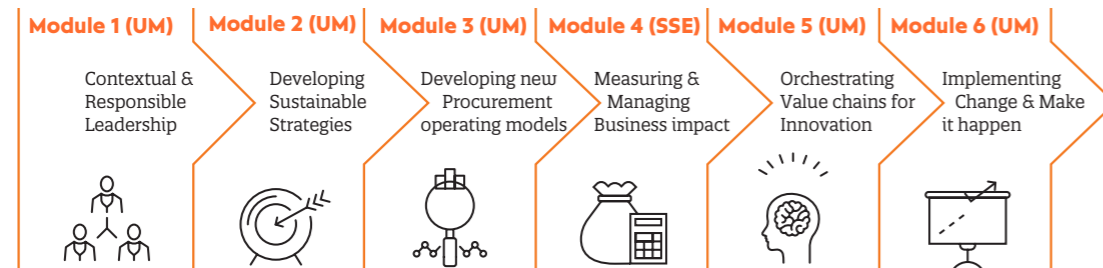 Module 1 (UM)
Contextual &
Responsible
Leadership
Module 2 (UM)
Developing
Sustainable
Strategies
Module 3 (UM)
Developing new
Procurement
operating models
Module 4 (SSE)
Measuring &
Managing
Business impact
Module 5 (UM)
Orchestrating
Value chains for
Innovation
Module 6 (UM)
Implementing
Change & Make
it happen